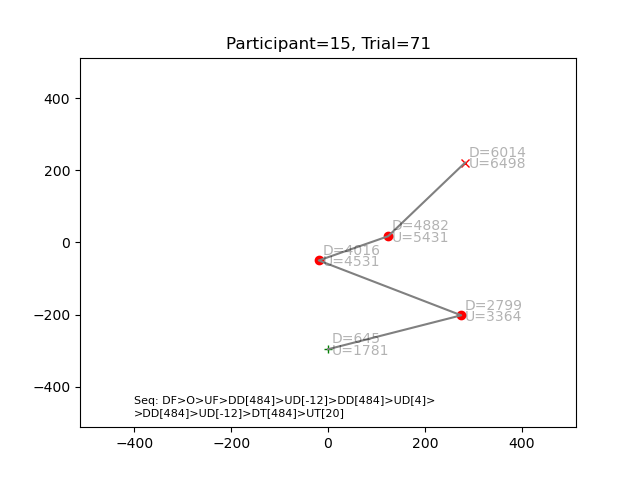 Participant=15, Trial=71
400
200
0
−200
−400
−400
−200
0
200
400
D=6014
U=6498
D=4882
U=5431
D=4016
U=4531
D=2799
U=3364
D=645
U=1781
Seq: DF>O>UF>DD[484]>UD[-12]>DD[484]>UD[4]>
>DD[484]>UD[-12]>DT[484]>UT[20]